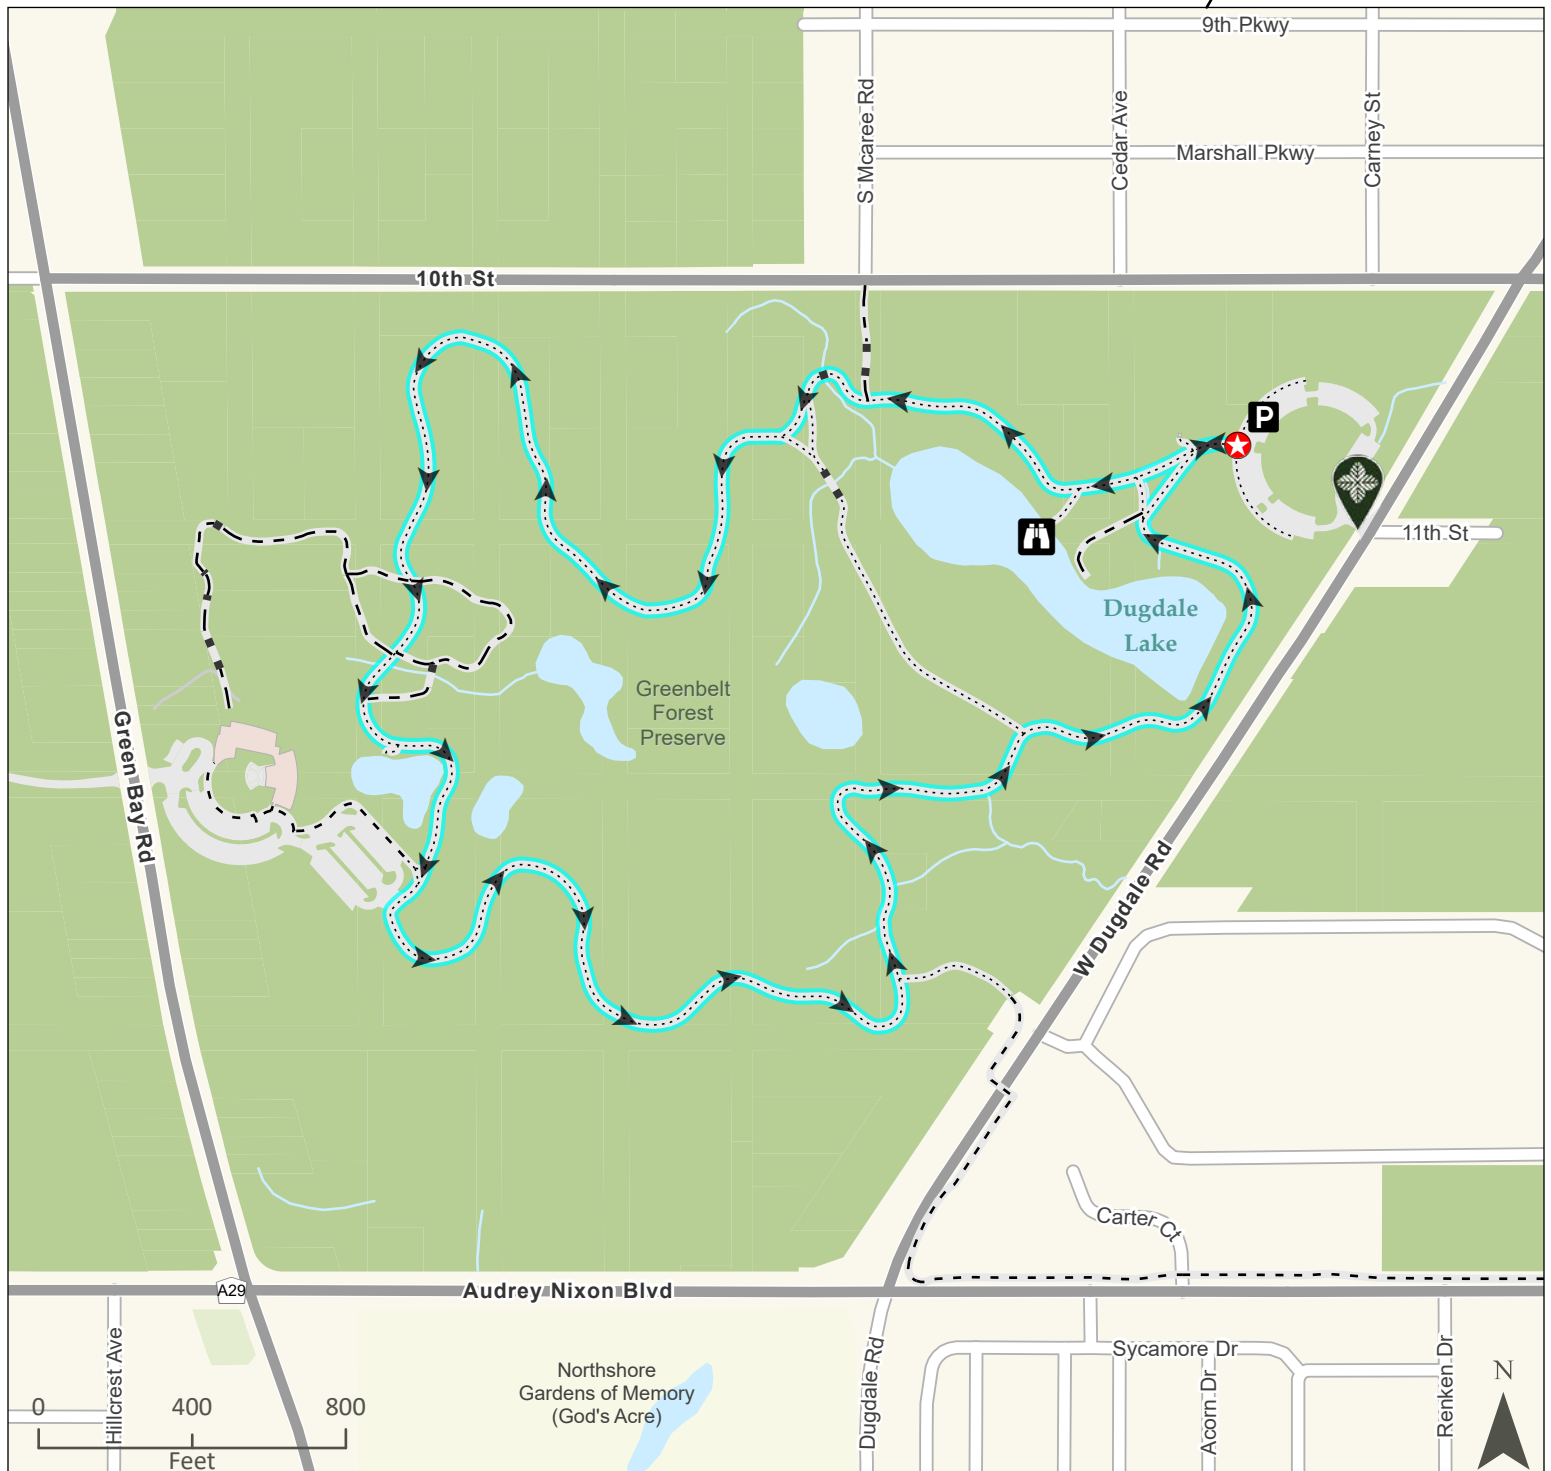 9th Pkwy
S Mcaree Rd
Cedar Ave
Carney St
Marshall Pkwy
10th St
P
11th St
Dugdale
Lake
Greenbelt
Forest
Preserve
Green Bay Rd
W Dugdale Rd
Carter Ct
A29
Audrey Nixon Blvd
Hillcrest Ave
Northshore
Gardens of Memory
(God's Acre)
Dugdale Rd
Sycamore Dr
Acorn Dr
Renken Dr
N
0 400 800
Feet